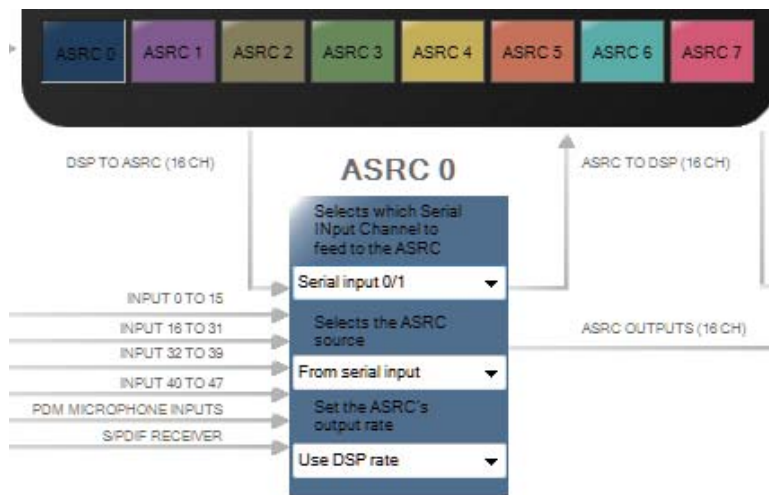 ASRC 0 ASRC 1 ASRC 2 ASRC 3 ASRC 4 ASRC 5 ASRC 6 ASRC 7
DSP TO ASRC (16 CH)
ASRC 0
ASRC TO DSP (16 CH)
Selects which Serial
INput Channel to
feed to the ASRC
Serial input 0/1
INPUT 0 TO 15
INPUT 16 TO 31
INPUT 32 TO 39
INPUT 40 TO 47
PDM MICROPHONE INPUTS
S/PDIF RECEIVER
Selects the ASRC
source
From serial input
Set the ASRC's
output rate
Use DSP rate
ASRC OUTPUTS (16 CH)